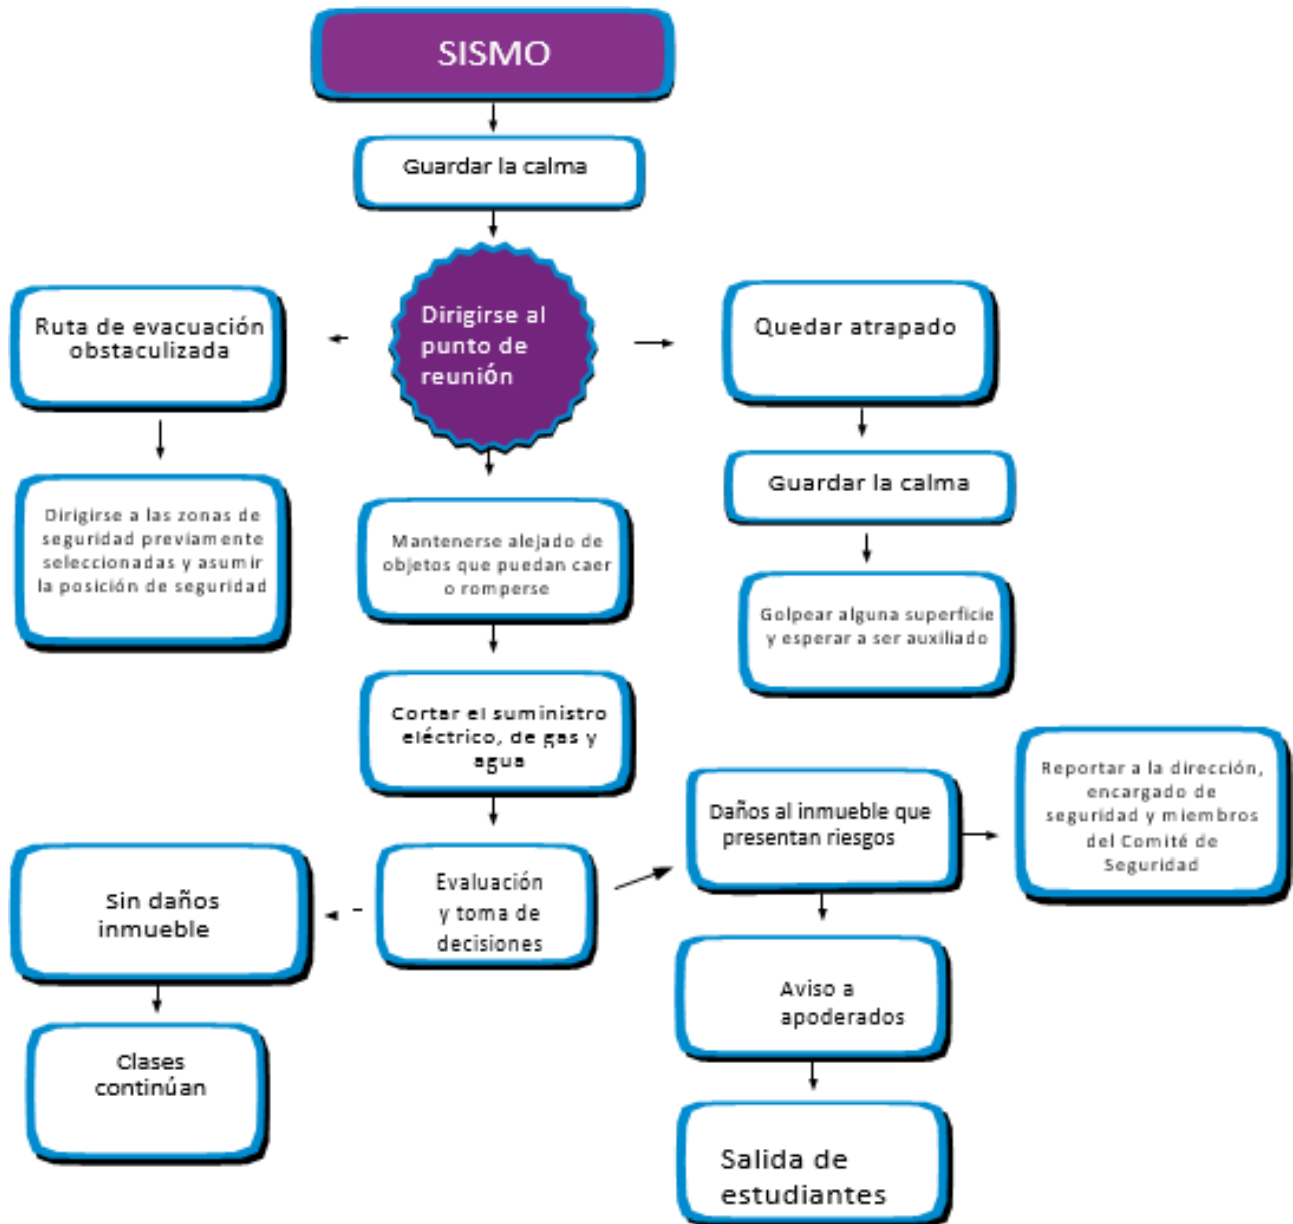 SISMO
Guardar la calma
Dirigirse al
punto de
reunión
Ruta de evacuación
obstaculizada
Quedar atrapado
Dirigirse a las zonas de
seguridad previamente
seleccionadas y asumir
la posición de seguridad
Mantenerse alejado de
objetos que puedan caer
o romperse
Guardar la calma
Golpear alguna superficie
y esperar a ser auxiliado
Cortar el suministro
eléctrico, de gas y
agua
Daños al inmueble que
presentan riesgos
Reportar a la dirección,
encargado de
seguridad y miembros
del Comité de
Seguridad
Evaluación
y toma de
decisiones
Sin daños
inmueble
Aviso a
apoderados
Clases
continúan
Salida de
estudiantes